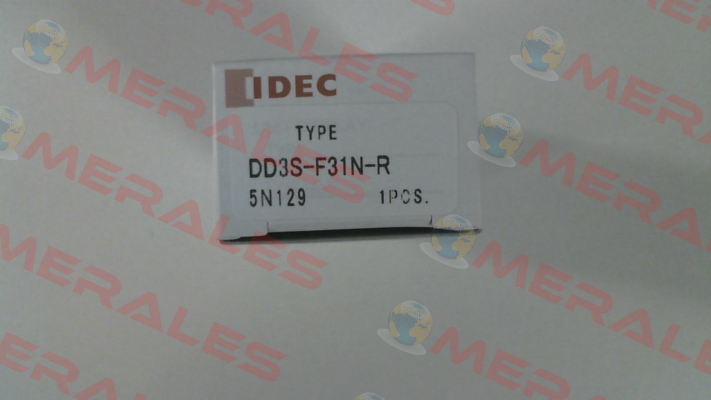 IDEC
TYPE
DD3S-F31N-R
5N129 1PCS.
MERALES
MERALES
MERALES
MERALES
MERALES
MERALES